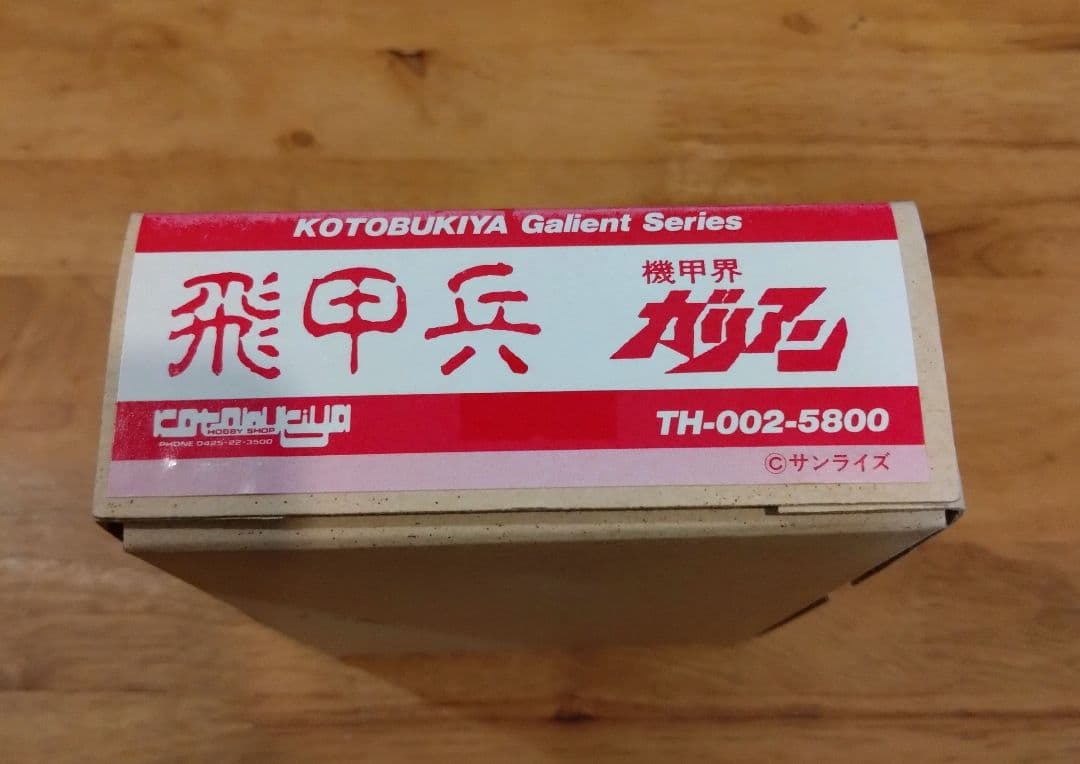 KOTOBUKIYA Galient Series
飛甲兵
機甲界
ガリアン
kotobukiya
HOBBY SHOP
PHONE 0425-22-3500
TH-002-5800
©サンライズ